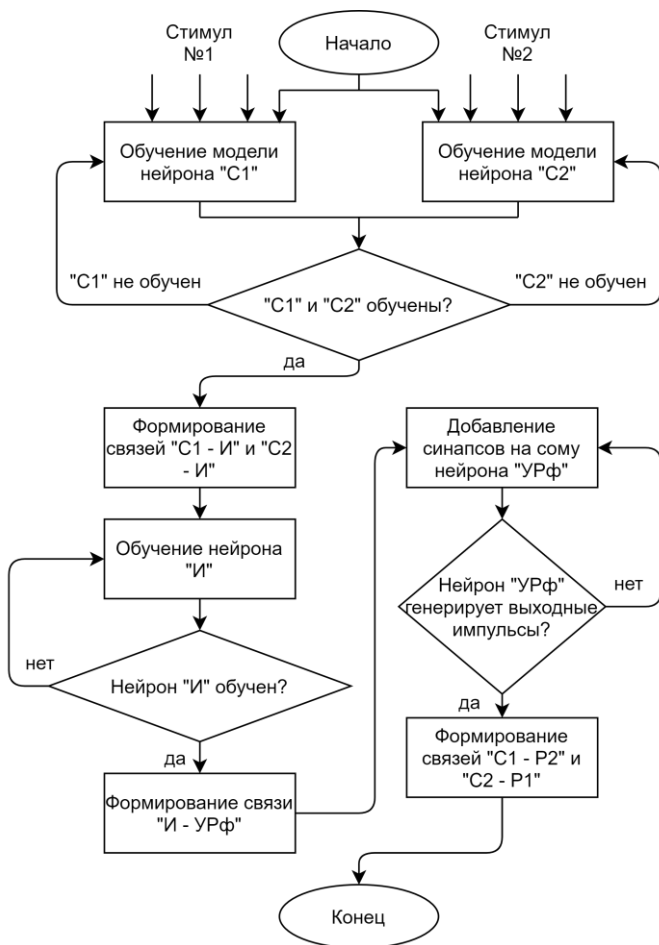 Стимул
№1
Начало
Стимул
№2
Обучение модели
нейрона "С1"
Обучение модели
нейрона "С2"
"С1" не обучен
"С2" не обучен
"С1" и "С2" обучены?
да
Формирование
связей "С1 - И" и "С2
- И"
Обучение нейрона
"И"
нет
Нейрон "И" обучен?
да
Формирование связи
"И - УРф"
Добавление
синапсов на сому
нейрона "УРф"
Нейрон "УРф"
генерирует выходные
импульсы?
нет
да
Формирование
связей "С1 - Р2" и
"С2 - Р1"
Конец